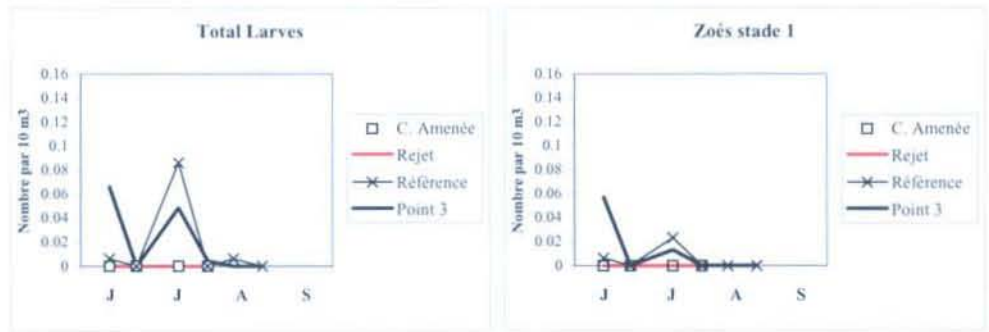 Total Larves
Nombre par 10 m3
0.16
0.14
0.12
0.1
0.08
0.06
0.04
0.02
0
J J A S
C. Amenée
Rejet
Référence
Point 3
Zoés stade 1
Nombre par 10 m3
0.16
0.14
0.12
0.1
0.08
0.06
0.04
0.02
0
J J A S
C. Amenée
Rejet
Référence
Point 3